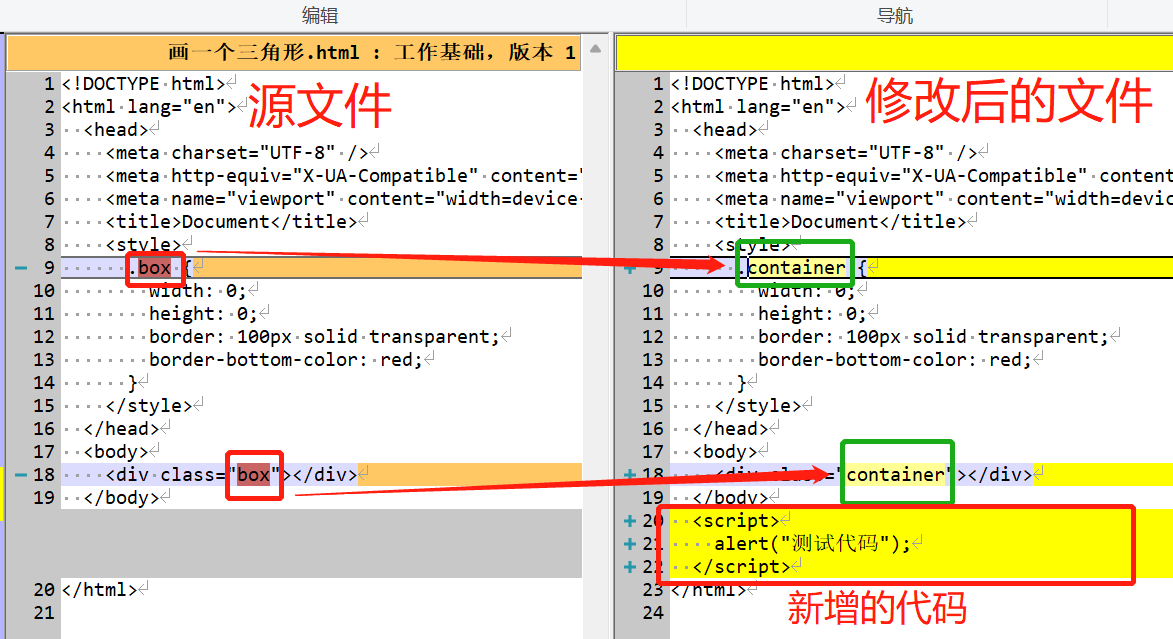 编辑
导航
画一个三角形.html : 工作基础，版本 1
源文件
1 <!DOCTYPE html>
2 <html lang="en">
3 <head>
4 <meta charset="UTF-8" />
5 <meta http-equiv="X-UA-Compatible" content="
6 <meta name="viewport" content="width=device-
7 <title>Document</title>
8 <style>
9 .box {
10 width: 0;
11 height: 0;
12 border: 100px solid transparent;
13 border-bottom-color: red;
14 }
15 </style>
16 </head>
17 <body>
18 <div class="box"></div>
19 </body>
20 </html>
21
修改后的文件
1 <!DOCTYPE html>
2 <html lang="en">
3 <head>
4 <meta charset="UTF-8" />
5 <meta http-equiv="X-UA-Compatible" content
6 <meta name="viewport" content="width=devic
7 <title>Document</title>
8 <style>
9 .container {
10 width: 0;
11 height: 0;
12 border: 100px solid transparent;
13 border-bottom-color: red;
14 }
15 </style>
16 </head>
17 <body>
18 <div class="container"></div>
19 </body>
20 <script>
21 alert("测试代码");
22 </script>
23 </html>
24
新增的代码